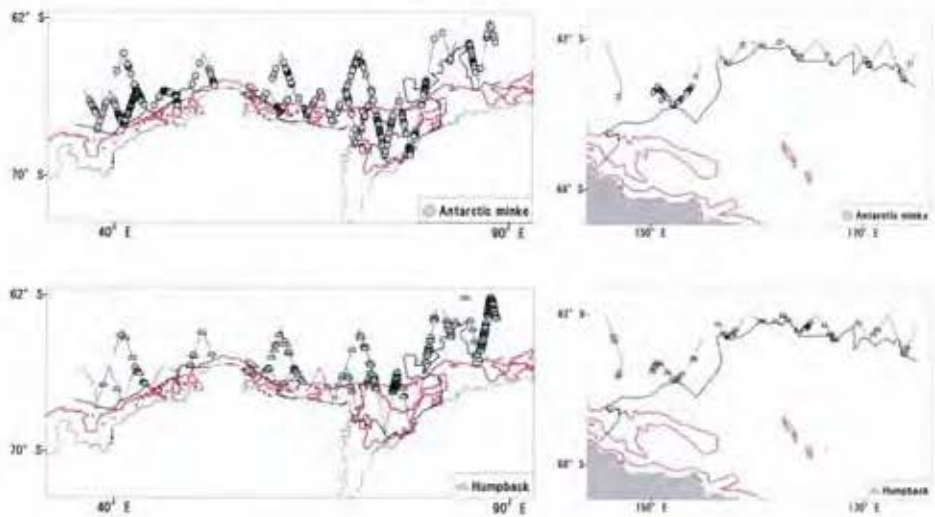 62° S
70° S
Antarctic minke
40° E
90° E
Antarctic minke
150° E
170° E
62° S
70° S
Humpback
40° E
90° E
Humpback
150° E